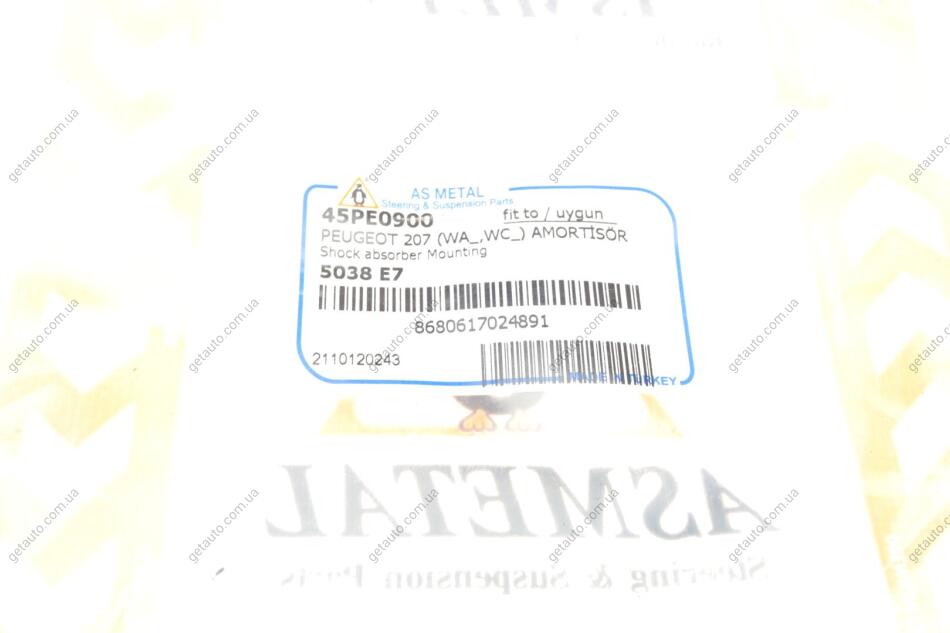 AS METAL
Steering & Suspension Parts
45PE0900 fit to / uygun
PEUGEOT 207 (WA_,WC_) AMORTİSÖR
Shock absorber Mounting
5038 E7
8680617024891
2110120243
MADE IN TURKEY
ASMETAL
Steering & Suspension Parts
getauto.com.ua